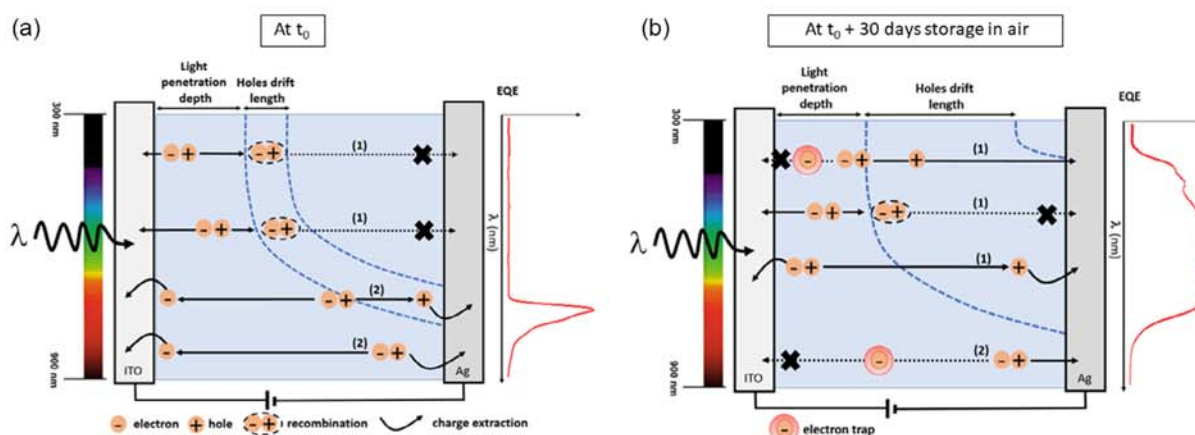 (a)
At t0
Light penetration depth
Holes drift length
EQE
300 nm
(1)
(1)
λ
λ (nm)
(2)
(2)
900 nm
ITO
Ag
- electron + hole - + recombination charge extraction
(b)
At t0 + 30 days storage in air
Light penetration depth
Holes drift length
EQE
300 nm
(1)
(1)
λ
λ (nm)
(1)
(2)
900 nm
ITO
Ag
- electron trap